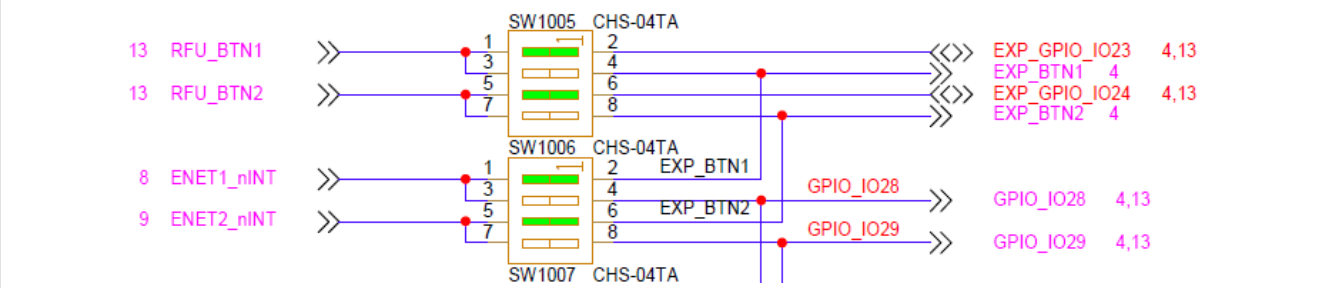 SW1005 CHS-04TA
13 RFU_BTN1 1 2 EXP_GPIO_IO23 4,13
3 4 EXP_BTN1 4
13 RFU_BTN2 5 6 EXP_GPIO_IO24 4,13
7 8 EXP_BTN2 4
SW1006 CHS-04TA
8 ENET1_nINT 1 2 EXP_BTN1
3 4 GPIO_IO28 GPIO_IO28 4,13
9 ENET2_nINT 5 6 EXP_BTN2
7 8 GPIO_IO29 GPIO_IO29 4,13
SW1007 CHS-04TA